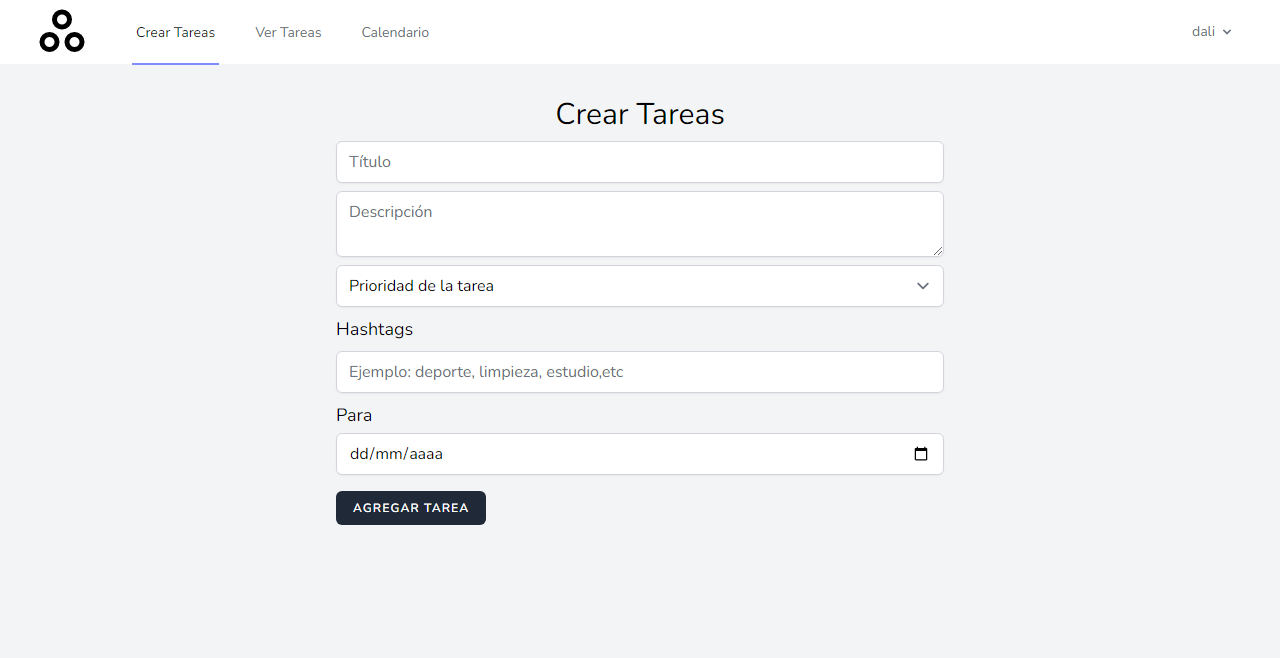 Crear Tareas
Ver Tareas
Calendario
dali
Crear Tareas
Título
Descripción
Prioridad de la tarea
Hashtags
Ejemplo: deporte, limpieza, estudio,etc
Para
dd/mm/aaaa
AGREGAR TAREA